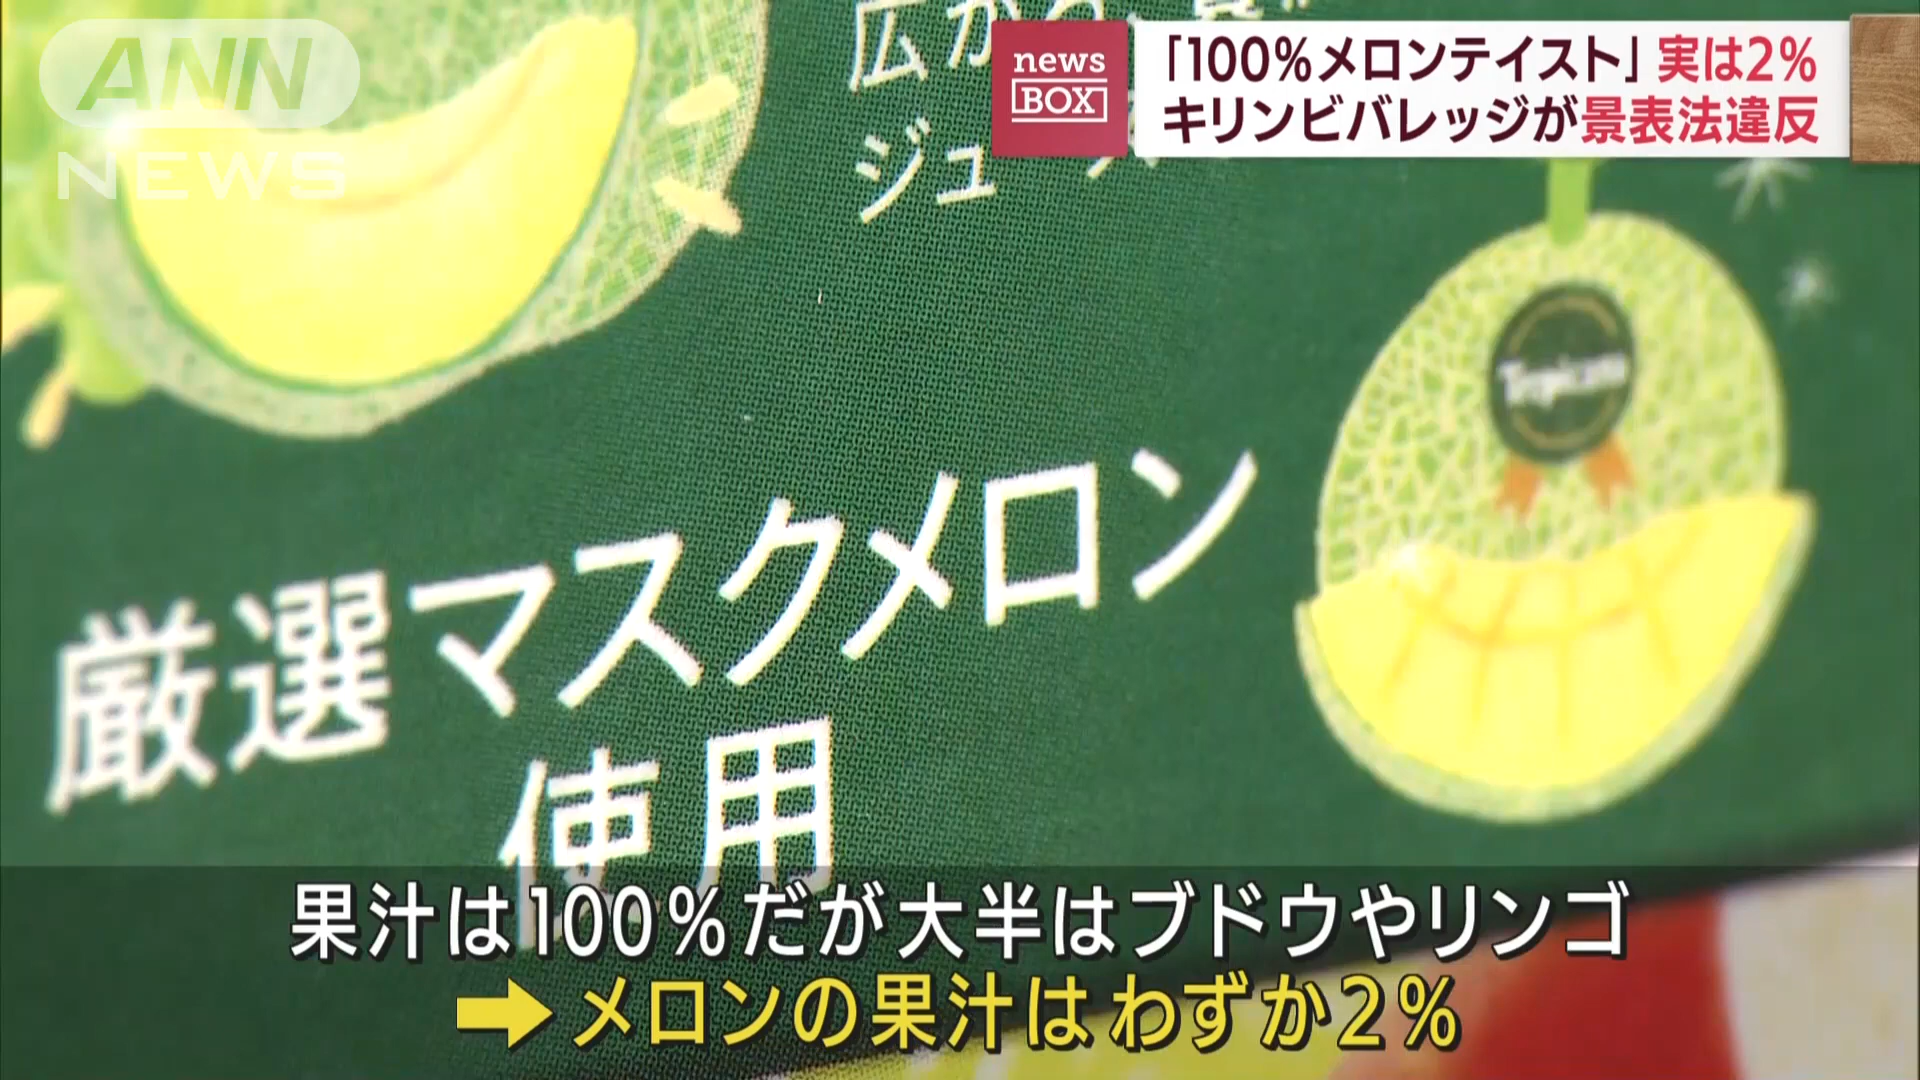 ANN
NEWS
news
BOX
「100%メロンテイスト」実は2%
キリンビバレッジが景表法違反
広がる
ジュース
Tropicana
厳選マスクメロン
使用
果汁は100%だが大半はブドウやリンゴ
➡メロンの果汁はわずか2%